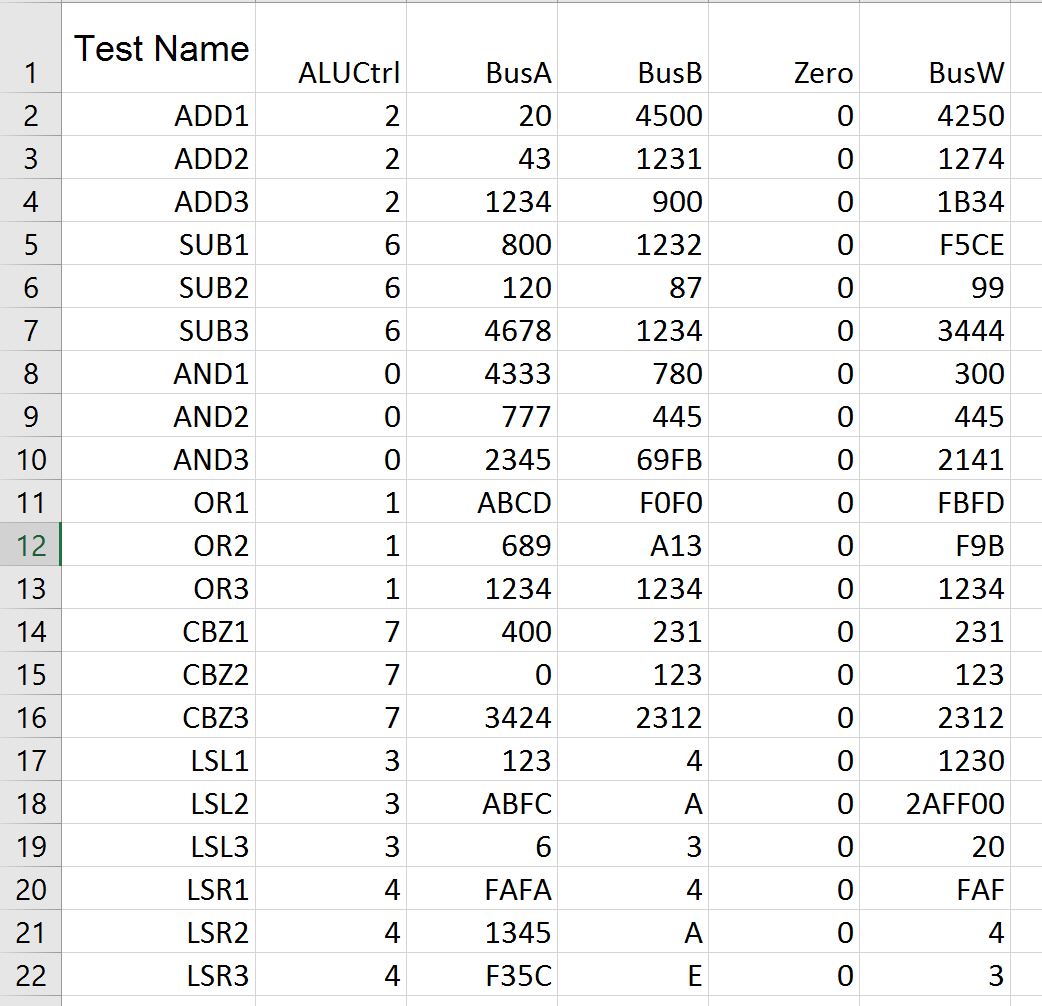 1 Test Name ALUCtrl BusA BusB Zero BusW
2 ADD1 2 20 4500 0 4250
3 ADD2 2 43 1231 0 1274
4 ADD3 2 1234 900 0 1B34
5 SUB1 6 800 1232 0 F5CE
6 SUB2 6 120 87 0 99
7 SUB3 6 4678 1234 0 3444
8 AND1 0 4333 780 0 300
9 AND2 0 777 445 0 445
10 AND3 0 2345 69FB 0 2141
11 OR1 1 ABCD F0F0 0 FBFD
12 OR2 1 689 A13 0 F9B
13 OR3 1 1234 1234 0 1234
14 CBZ1 7 400 231 0 231
15 CBZ2 7 0 123 0 123
16 CBZ3 7 3424 2312 0 2312
17 LSL1 3 123 4 0 1230
18 LSL2 3 ABFC A 0 2AFF00
19 LSL3 3 6 3 0 20
20 LSR1 4 FAFA 4 0 FAF
21 LSR2 4 1345 A 0 4
22 LSR3 4 F35C E 0 3